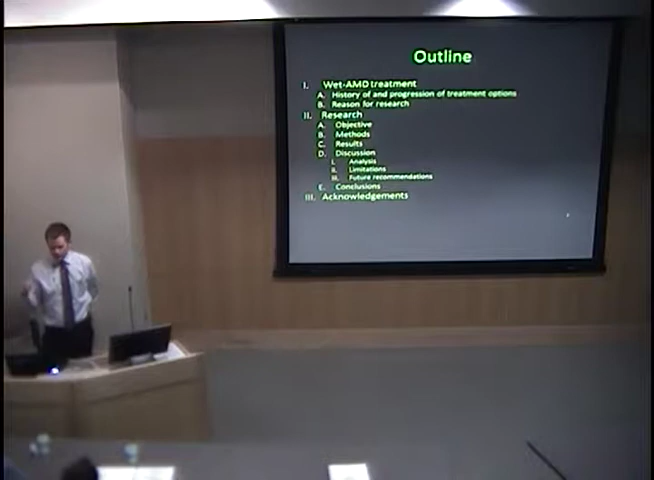 Outline
I. Wet-AMD treatment
A. History of and progression of treatment options
B. Reason for research
II. Research
A. Objective
B. Methods
C. Results
D. Discussion
i. Analysis
ii. Limitations
iii. Future recommendations
E. Conclusions
III. Acknowledgements